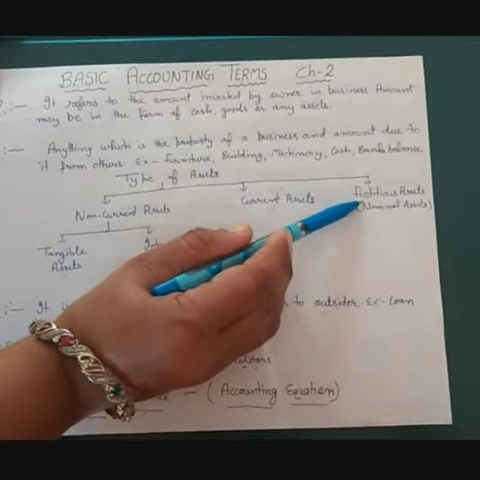 BASIC ACCOUNTING TERMS Ch-2
:— It refers to the amount invested by owner in business Amount
may be in the form of cash, goods or any assets.
:— Anything which is the property of a business and amount due to
it from others. Ex- Furniture, Building, Machinery, Cash, Bank balance
Type of Assets
Non-Current Assets Current Assets Fictitious Assets
(Nominal Assets)
Tangible
Assets
:— It to outsider. Ex- Loan
— (Accounting Equation)